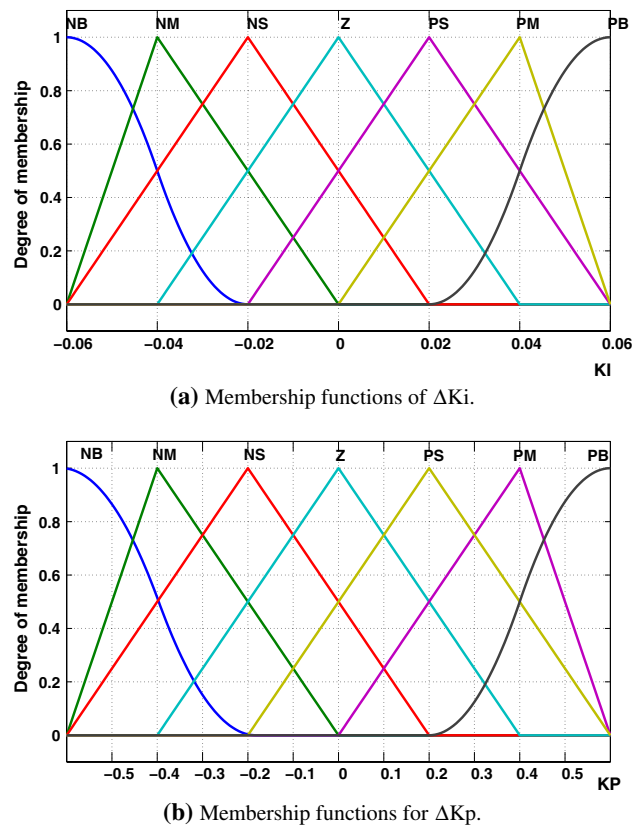 NB NM NS Z PS PM PB
1
0.8
0.6
0.4
0.2
0
Degree of membership
−0.06 −0.04 −0.02 0 0.02 0.04 0.06
KI
(a) Membership functions of ΔKi.
NB NM NS Z PS PM PB
1
0.8
0.6
0.4
0.2
0
Degree of membership
−0.5 −0.4 −0.3 −0.2 −0.1 0 0.1 0.2 0.3 0.4 0.5
KP
(b) Membership functions for ΔKp.